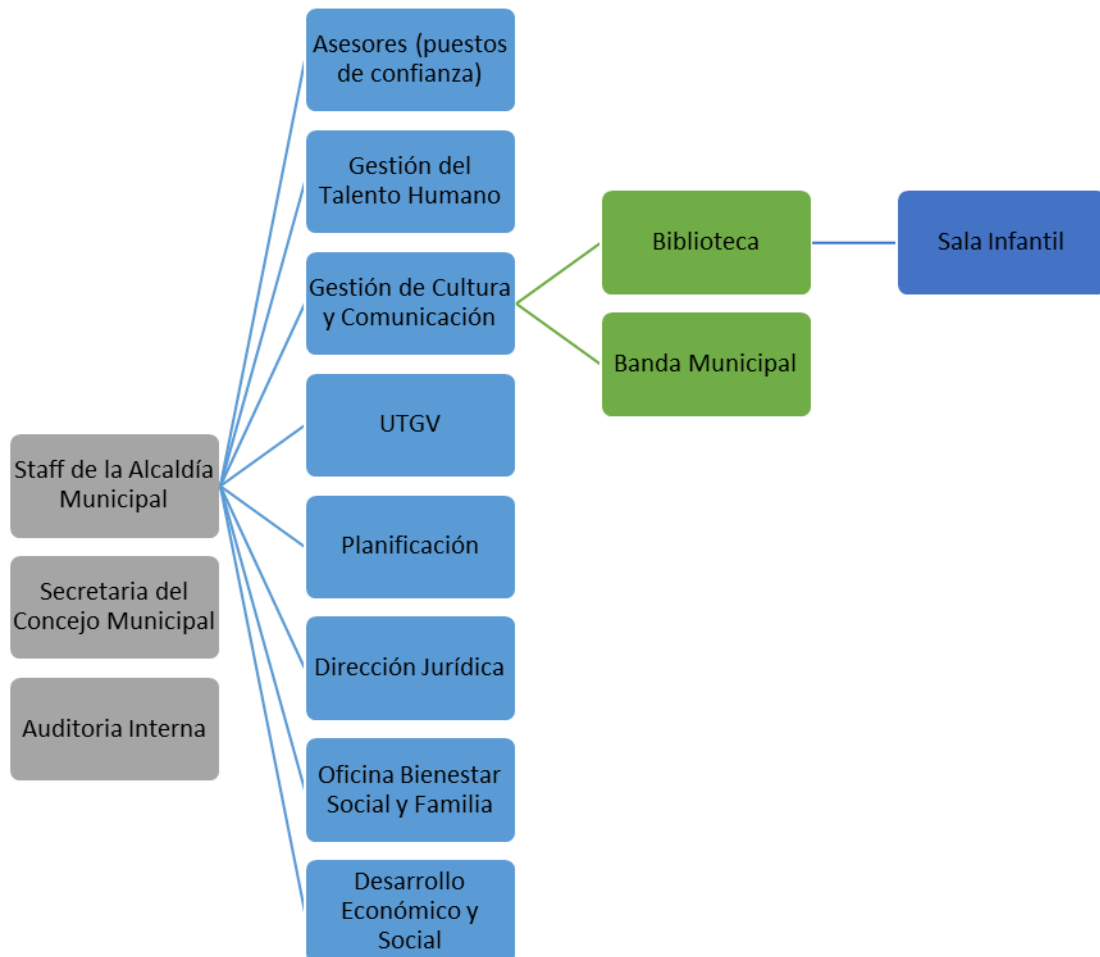 Asesores (puestos
de confianza)
Gestión del
Talento Humano
Gestión de Cultura
y Comunicación
UTGV
Planificación
Dirección Jurídica
Oficina Bienestar
Social y Familia
Desarrollo
Económico y
Social
Biblioteca
Banda Municipal
Sala Infantil
Staff de la Alcaldía
Municipal
Secretaria del
Concejo Municipal
Auditoria Interna